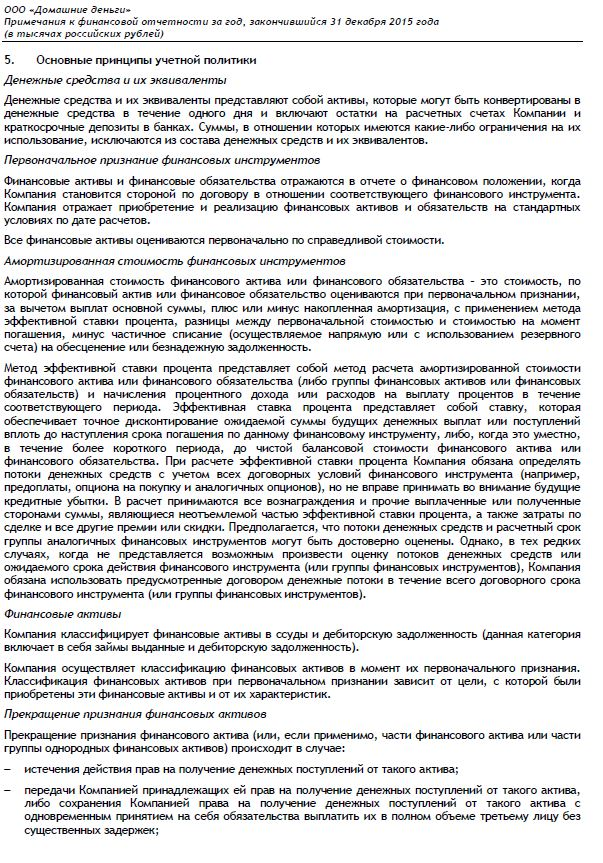 ООО «Домашние деньги»
Примечания к финансовой отчетности за год, закончившийся 31 декабря 2015 года
(в тысячах российских рублей)
5. Основные принципы учетной политики
Денежные средства и их эквиваленты
Денежные средства и их эквиваленты представляют собой активы, которые могут быть конвертированы в
денежные средства в течение одного дня и включают остатки на расчетных счетах Компании и
краткосрочные депозиты в банках. Суммы, в отношении которых имеются какие-либо ограничения на их
использование, исключаются из состава денежных средств и их эквивалентов.
Первоначальное признание финансовых инструментов
Финансовые активы и финансовые обязательства отражаются в отчете о финансовом положении, когда
Компания становится стороной по договору в отношении соответствующего финансового инструмента.
Компания отражает приобретение и реализацию финансовых активов и обязательств на стандартных
условиях по дате расчетов.
Все финансовые активы оцениваются первоначально по справедливой стоимости.
Амортизированная стоимость финансовых инструментов
Амортизированная стоимость финансового актива или финансового обязательства - это стоимость, по
которой финансовый актив или финансовое обязательство оцениваются при первоначальном признании,
за вычетом выплат основной суммы, плюс или минус накопленная амортизация, с применением метода
эффективной ставки процента, разницы между первоначальной стоимостью и стоимостью на момент
погашения, минус частичное списание (осуществляемое напрямую или с использованием резервного
счета) на обесценение или безнадежную задолженность.
Метод эффективной ставки процента представляет собой метод расчета амортизированной стоимости
финансового актива или финансового обязательства (либо группы финансовых активов или финансовых
обязательств) и начисления процентного дохода или расходов на выплату процентов в течение
соответствующего периода. Эффективная ставка процента представляет собой ставку, которая
обеспечивает точное дисконтирование ожидаемой суммы будущих денежных выплат или поступлений
вплоть до наступления срока погашения по данному финансовому инструменту, либо, когда это уместно,
в течение более короткого периода, до чистой балансовой стоимости финансового актива или
финансового обязательства. При расчете эффективной ставки процента Компания обязана определять
потоки денежных средств с учетом всех договорных условий финансового инструмента (например,
предоплаты, опциона на покупку и аналогичных опционов), но не вправе принимать во внимание будущие
кредитные убытки. В расчет принимаются все вознаграждения и прочие выплаченные или полученные
сторонами суммы, являющиеся неотъемлемой частью эффективной ставки процента, а также затраты по
сделке и все другие премии или скидки. Предполагается, что потоки денежных средств и расчетный срок
группы аналогичных финансовых инструментов могут быть достоверно оценены. Однако, в тех редких
случаях, когда не представляется возможным произвести оценку потоков денежных средств или
ожидаемого срока действия финансового инструмента (или группы финансовых инструментов), Компания
обязана использовать предусмотренные договором денежные потоки в течение всего договорного срока
финансового инструмента (или группы финансовых инструментов).
Финансовые активы
Компания классифицирует финансовые активы в ссуды и дебиторскую задолженность (данная категория
включает в себя займы выданные и дебиторскую задолженность).
Компания осуществляет классификацию финансовых активов в момент их первоначального признания.
Классификация финансовых активов при первоначальном признании зависит от цели, с которой были
приобретены эти финансовые активы и от их характеристик.
Прекращение признания финансовых активов
Прекращение признания финансового актива (или, если применимо, части финансового актива или части
группы однородных финансовых активов) происходит в случае:
– истечения действия прав на получение денежных поступлений от такого актива;
– передачи Компанией принадлежащих ей прав на получение денежных поступлений от такого актива,
либо сохранения Компанией права на получение денежных поступлений от такого актива с
одновременным принятием на себя обязательства выплатить их в полном объеме третьему лицу без
существенных задержек;